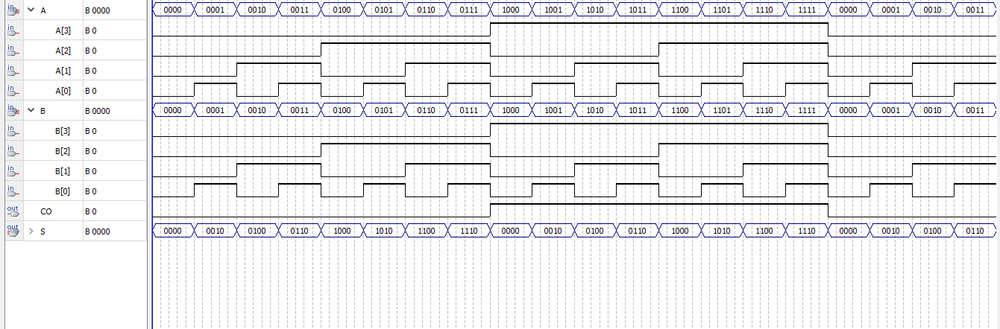 in A B 0000 0000 0001 0010 0011 0100 0101 0110 0111 1000 1001 1010 1011 1100 1101 1110 1111 0000 0001 0010 0011
in A[3] B 0
in A[2] B 0
in A[1] B 0
in A[0] B 0
in B B 0000 0000 0001 0010 0011 0100 0101 0110 0111 1000 1001 1010 1011 1100 1101 1110 1111 0000 0001 0010 0011
in B[3] B 0
in B[2] B 0
in B[1] B 0
in B[0] B 0
out CO B 0
out S B 0000 0000 0010 0100 0110 1000 1010 1100 1110 0000 0010 0100 0110 1000 1010 1100 1110 0000 0010 0100 0110